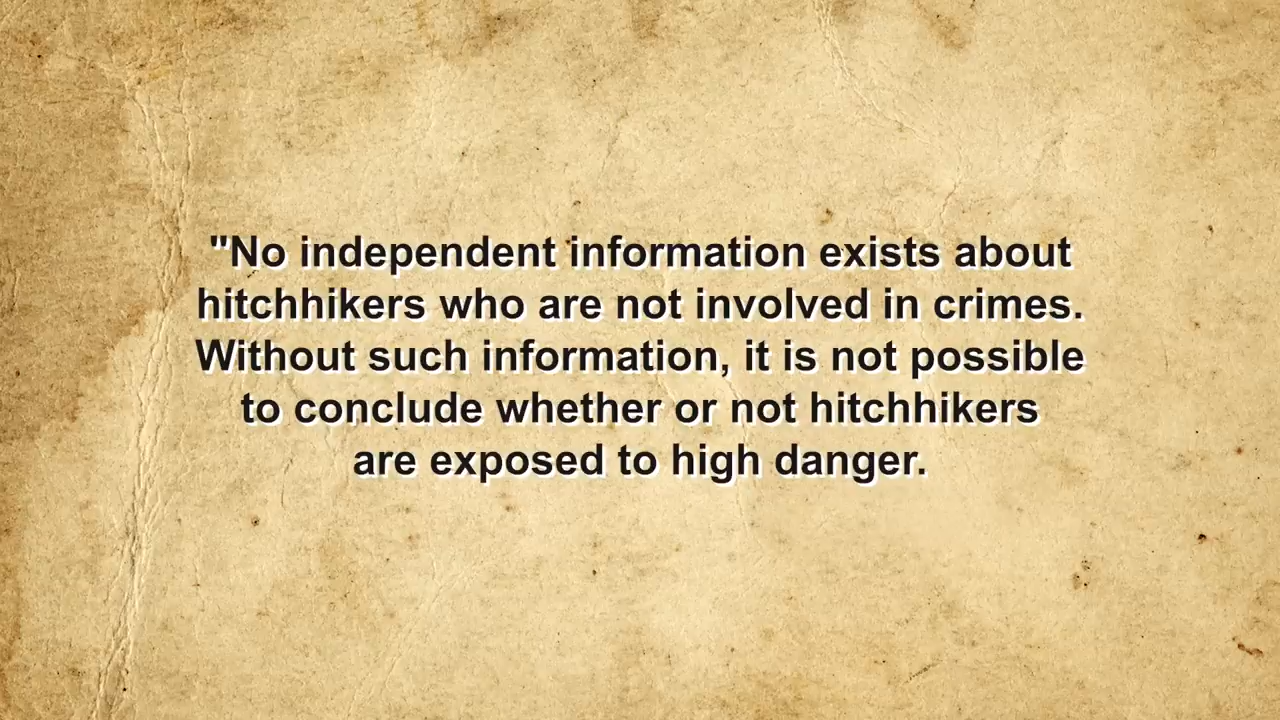 "No independent information exists about
hitchhikers who are not involved in crimes.
Without such information, it is not possible
to conclude whether or not hitchhikers
are exposed to high danger.